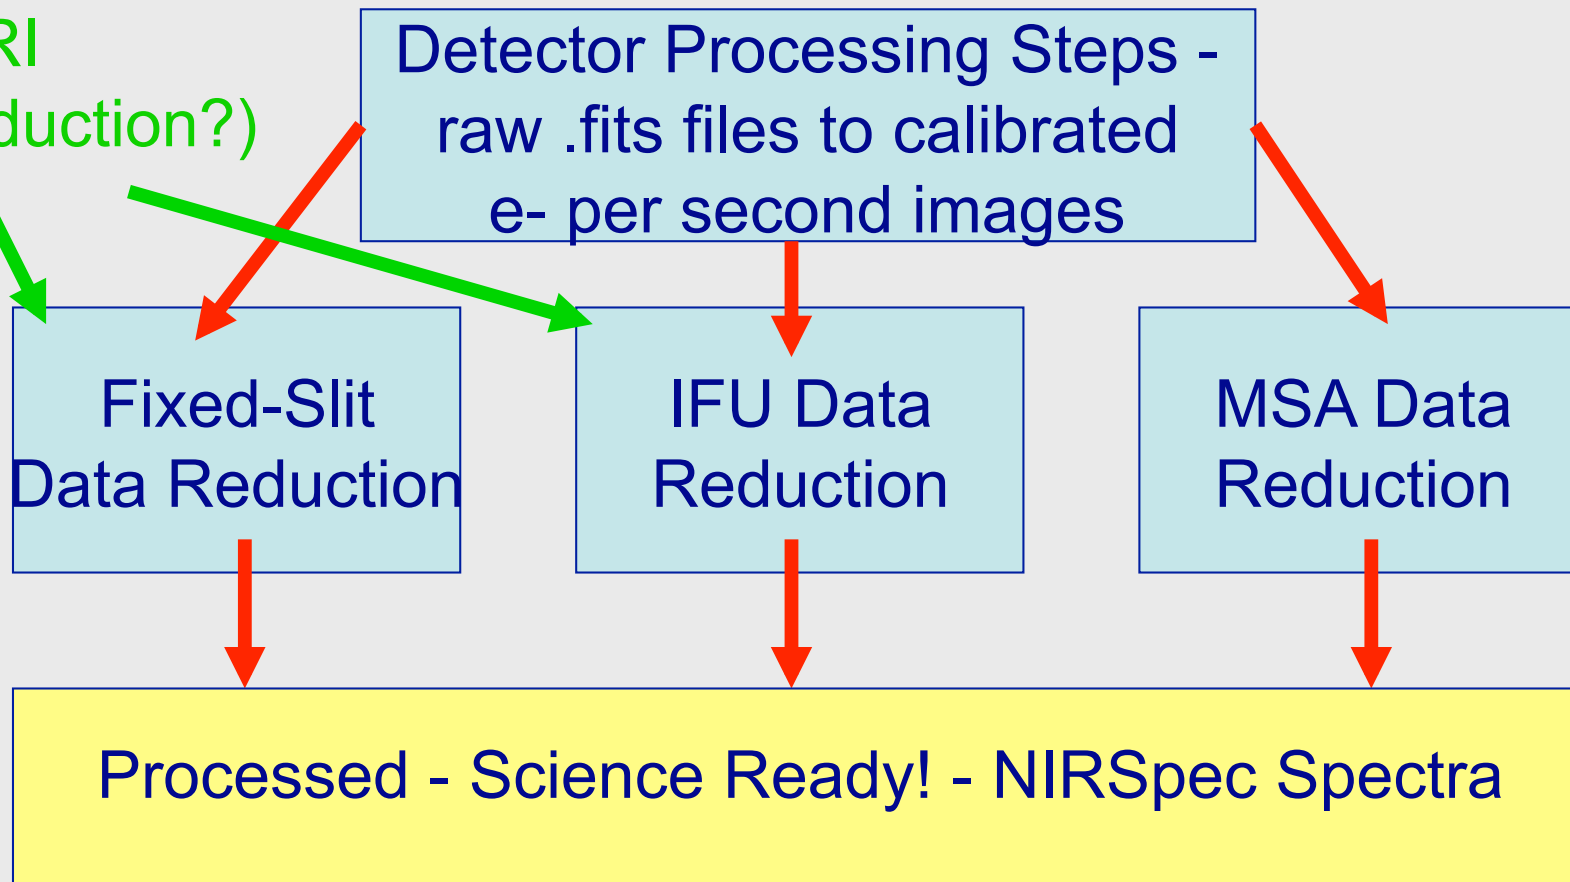 RI
duction?)
Detector Processing Steps -
raw .fits files to calibrated
e- per second images
Fixed-Slit
Data Reduction
IFU Data
Reduction
MSA Data
Reduction
Processed - Science Ready! - NIRSpec Spectra